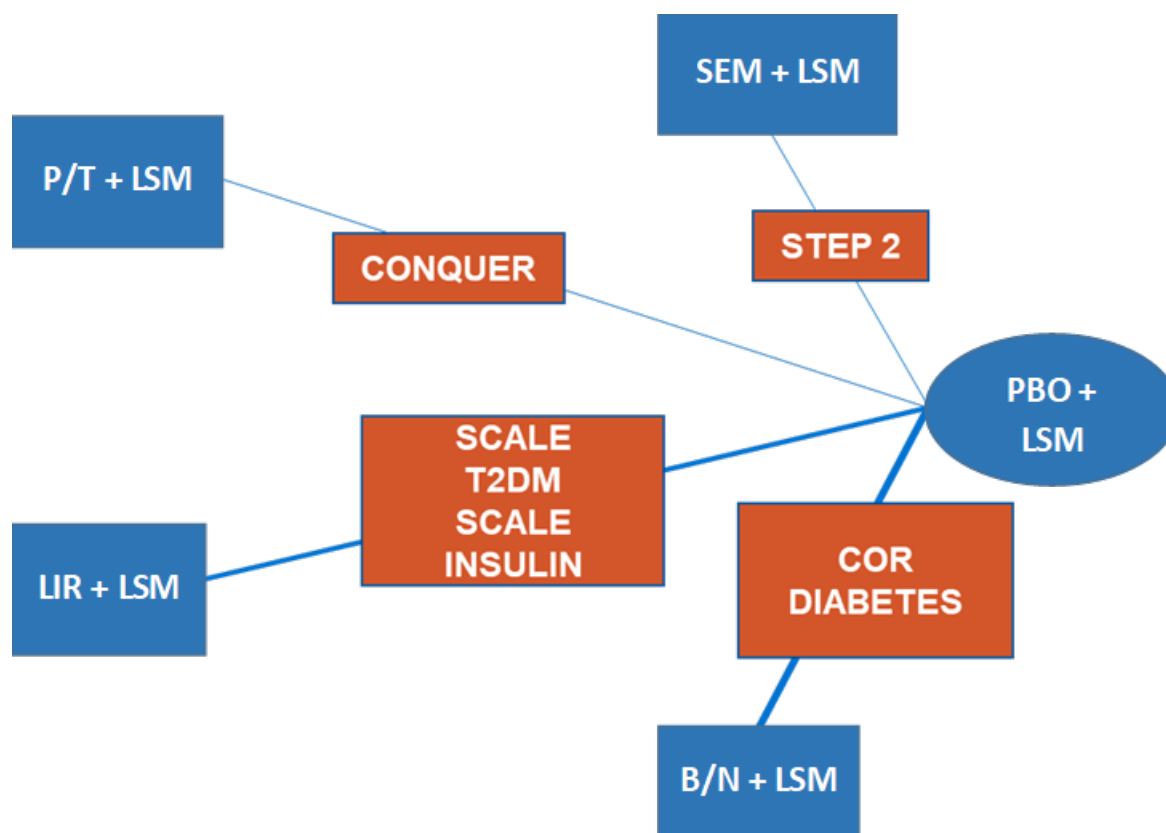 SEM + LSM
P/T + LSM
STEP 2
CONQUER
PBO +
LSM
SCALE
T2DM
SCALE
INSULIN
LIR + LSM
COR
DIABETES
B/N + LSM